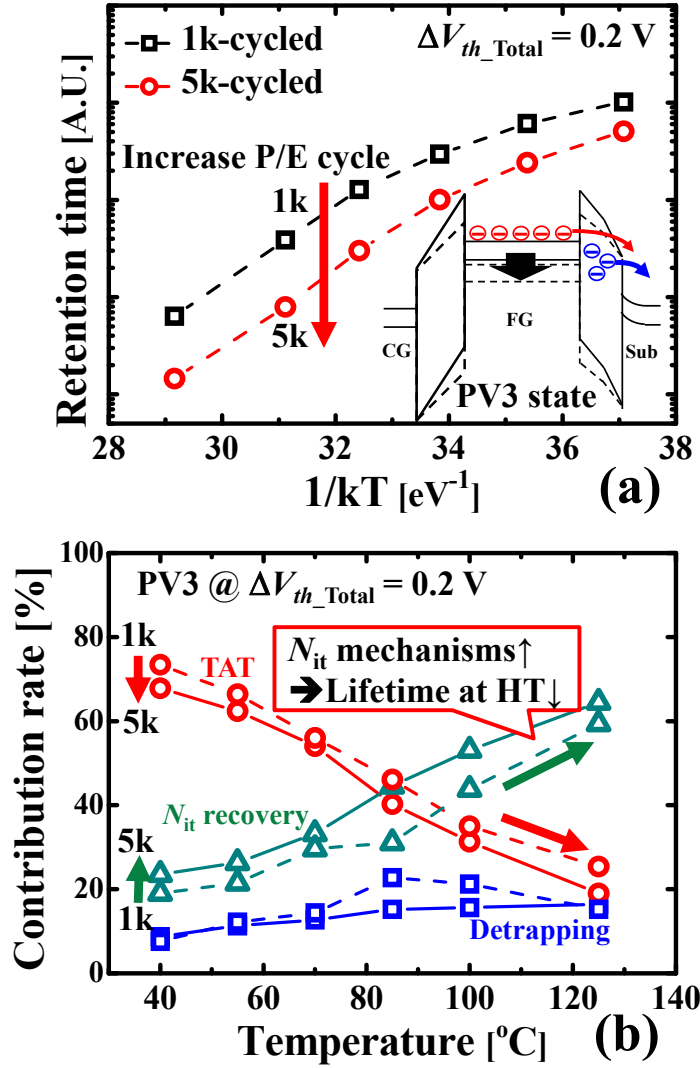 1k-cycled
5k-cycled
ΔVth_Total = 0.2 V
Increase P/E cycle
1k
5k
CG
FG
Sub
PV3 state
Retention time [A.U.]
28 30 32 34 36 38
1/kT [eV-1]
(a)
PV3 @ ΔVth_Total = 0.2 V
1k
5k
TAT
Nit mechanisms↑
➔Lifetime at HT↓
Nit recovery
5k
1k
Detrapping
Contribution rate [%]
100
80
60
40
20
0
40 60 80 100 120 140
Temperature [oC]
(b)